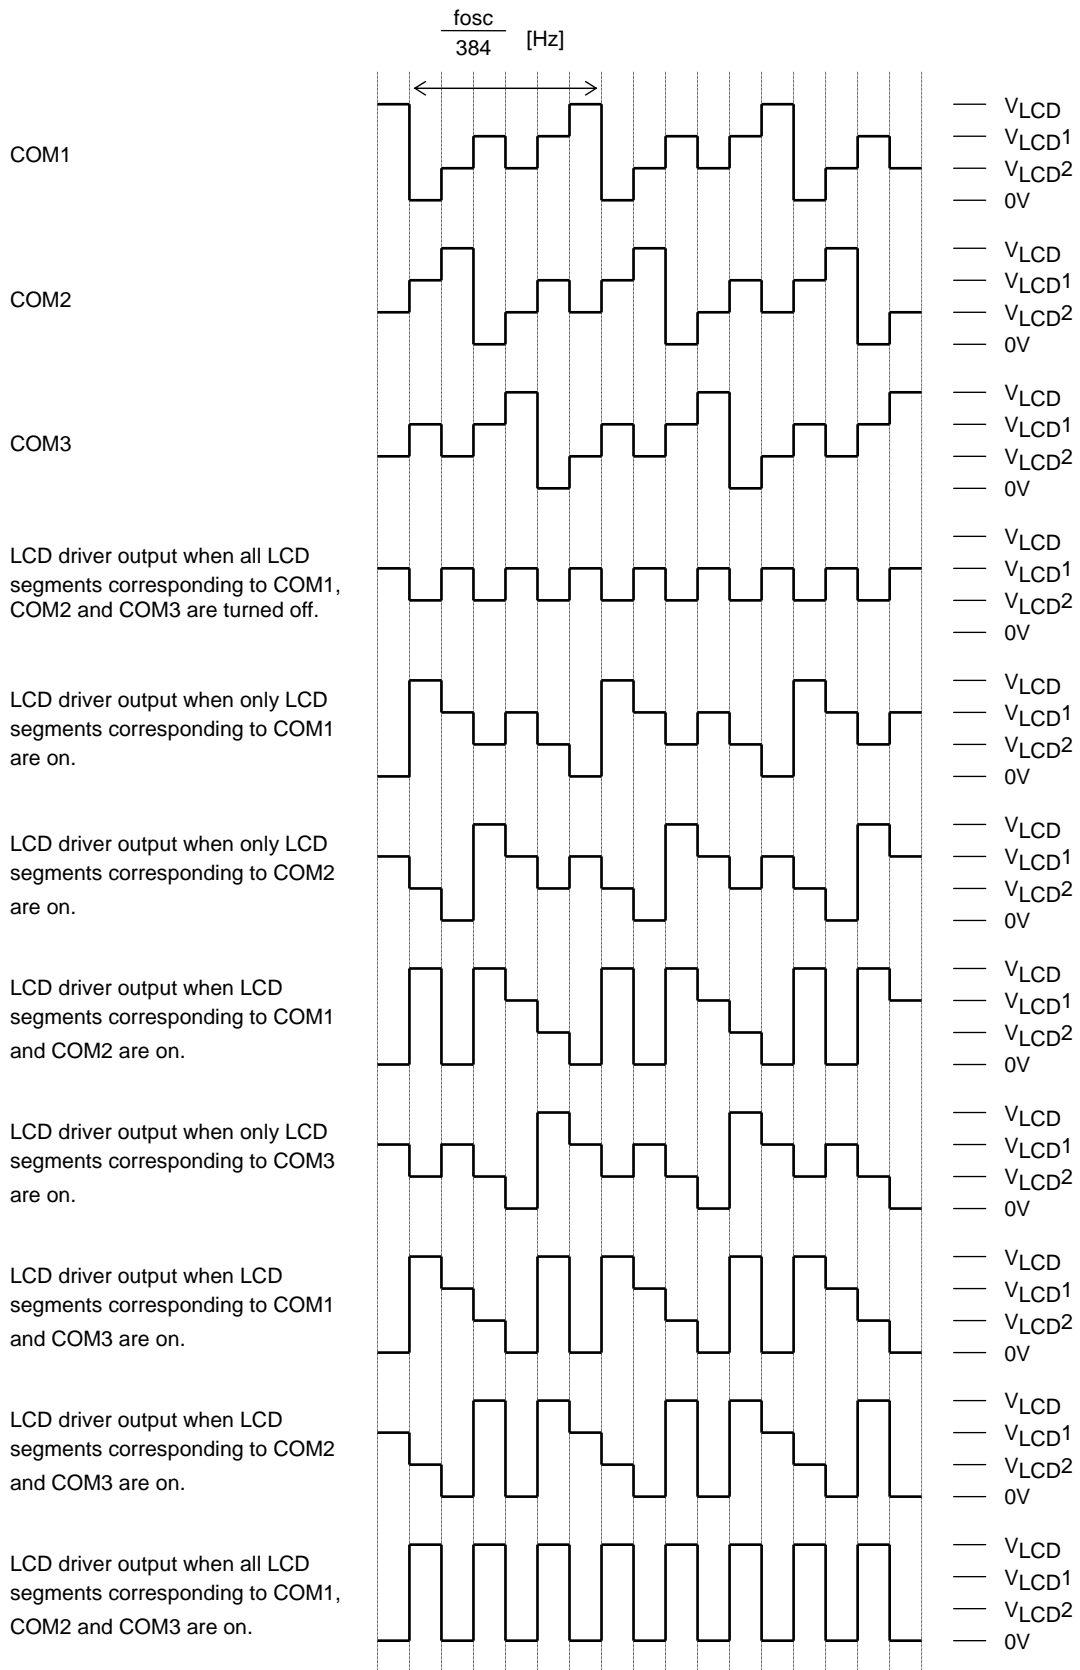 fosc
384
[Hz]
COM1
VLCD
VLCD1
VLCD2
0V
COM2
VLCD
VLCD1
VLCD2
0V
COM3
VLCD
VLCD1
VLCD2
0V
LCD driver output when all LCD
segments corresponding to COM1,
COM2 and COM3 are turned off.
VLCD
VLCD1
VLCD2
0V
LCD driver output when only LCD
segments corresponding to COM1
are on.
VLCD
VLCD1
VLCD2
0V
LCD driver output when only LCD
segments corresponding to COM2
are on.
VLCD
VLCD1
VLCD2
0V
LCD driver output when LCD
segments corresponding to COM1
and COM2 are on.
VLCD
VLCD1
VLCD2
0V
LCD driver output when only LCD
segments corresponding to COM3
are on.
VLCD
VLCD1
VLCD2
0V
LCD driver output when LCD
segments corresponding to COM1
and COM3 are on.
VLCD
VLCD1
VLCD2
0V
LCD driver output when LCD
segments corresponding to COM2
and COM3 are on.
VLCD
VLCD1
VLCD2
0V
LCD driver output when all LCD
segments corresponding to COM1,
COM2 and COM3 are on.
VLCD
VLCD1
VLCD2
0V